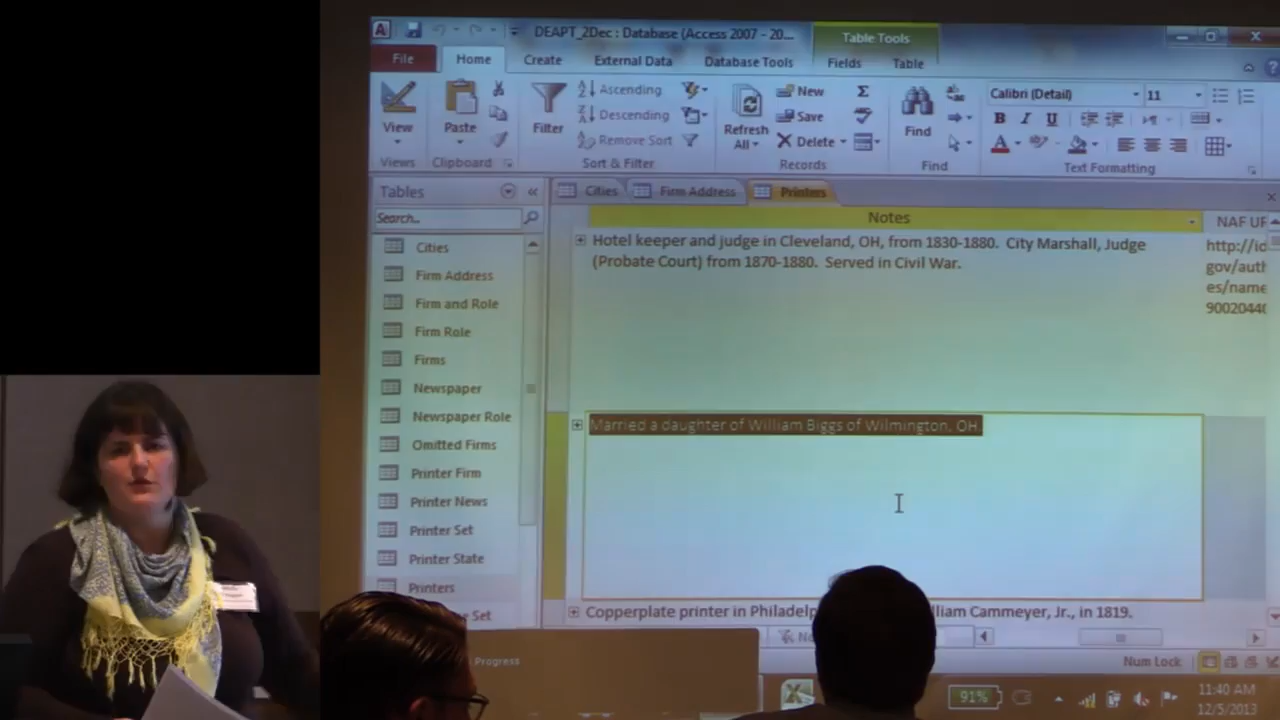 DEAPT_2Dec : Database (Access 2007 - 20...
Table Tools
File
Home
Create
External Data
Database Tools
Fields
Table
View
Paste
Filter
Ascending
Descending
Remove Sort
Refresh
All
New
Save
Delete
Find
Calibri (Detail)
11
B I U
A
Views
Clipboard
Sort & Filter
Records
Find
Text Formatting
Tables
Cities
Firm Address
Printers
Search..
Notes
NAF UF
Cities
Firm Address
Firm and Role
Firm Role
Firms
Newspaper
Newspaper Role
Omitted Firms
Printer Firm
Printer News
Printer Set
Printer State
Printers
Set
Hotel keeper and judge in Cleveland, OH, from 1830-1880. City Marshall, Judge
(Probate Court) from 1870-1880. Served in Civil War.
http://id
gov/auth
es/name
9002044
Married a daughter of William Biggs of Wilmington, OH.
Copperplate printer in Philadelp lliam Cammeyer, Jr., in 1819.
Progress
Num Lock
91%
11:40 AM
12/5/2013